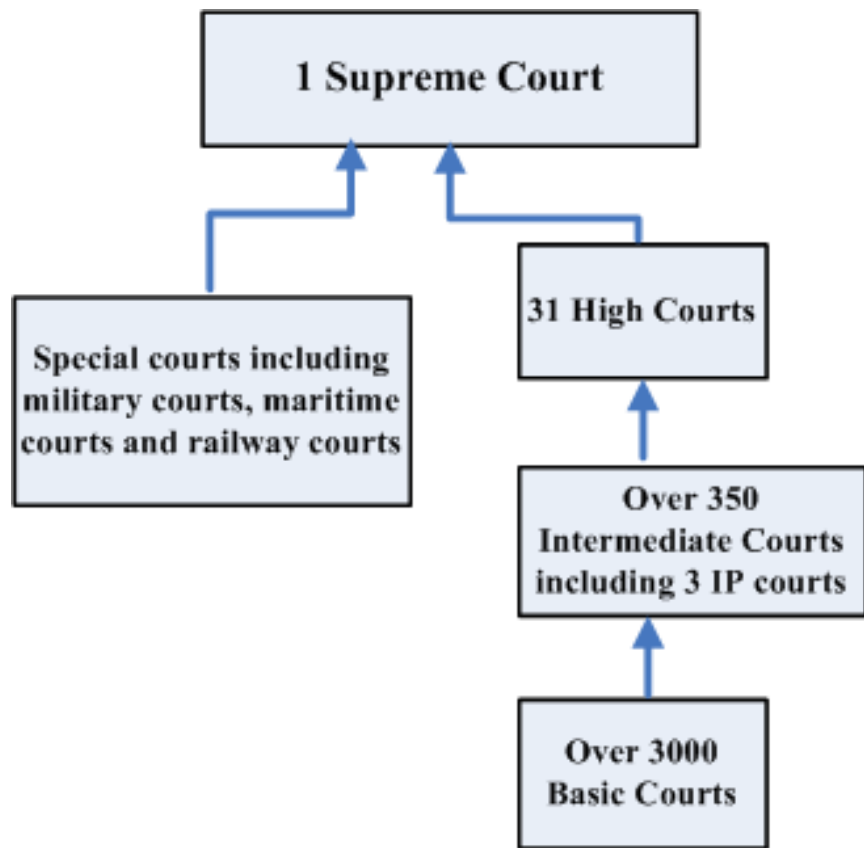 1 Supreme Court
31 High Courts
Special courts including
military courts, maritime
courts and railway courts
Over 350
Intermediate Courts
including 3 IP courts
Over 3000
Basic Courts